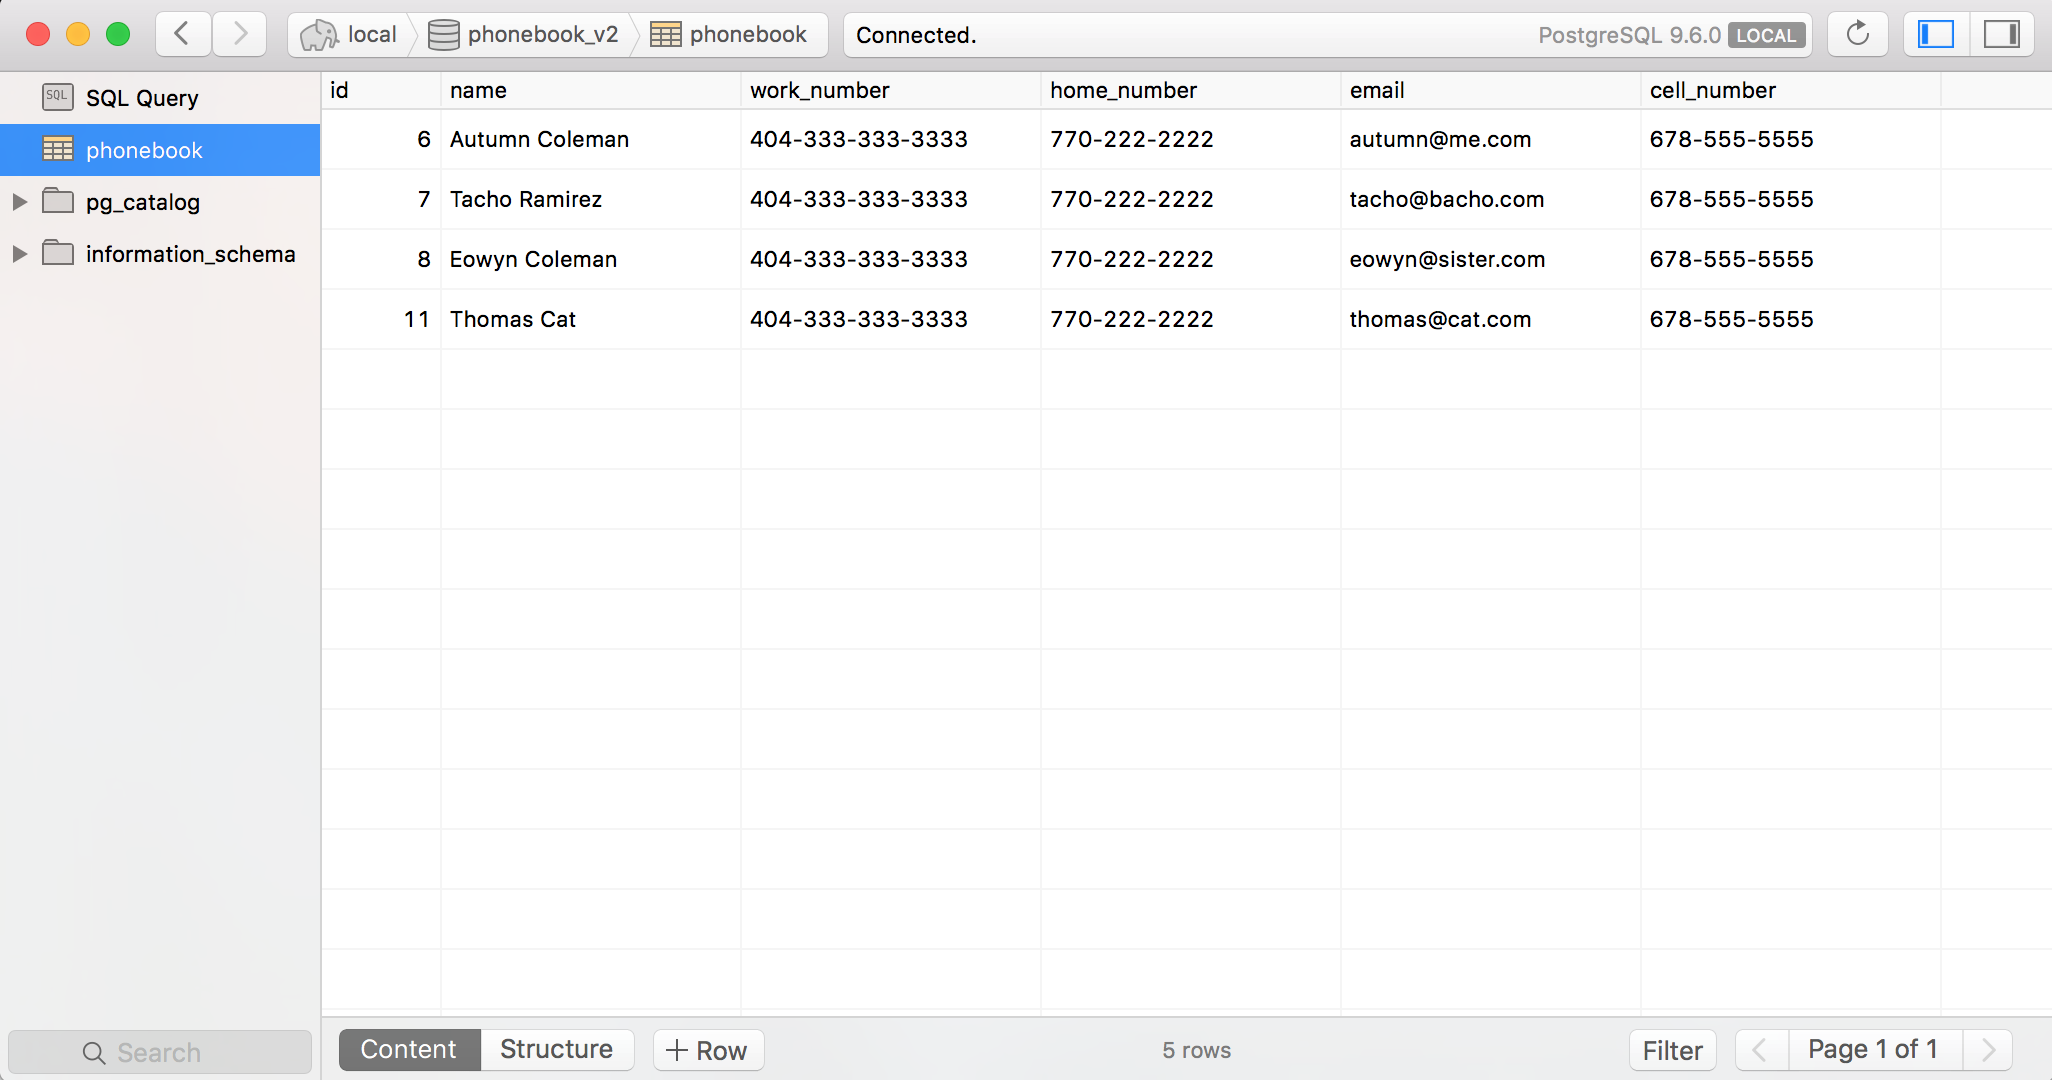 local phonebook_v2 phonebook Connected. PostgreSQL 9.6.0 LOCAL
SQL SQL Query
phonebook
pg_catalog
information_schema
id name work_number home_number email cell_number
6 Autumn Coleman 404-333-333-3333 770-222-2222 autumn@me.com 678-555-5555
7 Tacho Ramirez 404-333-333-3333 770-222-2222 tacho@bacho.com 678-555-5555
8 Eowyn Coleman 404-333-333-3333 770-222-2222 eowyn@sister.com 678-555-5555
11 Thomas Cat 404-333-333-3333 770-222-2222 thomas@cat.com 678-555-5555
Search Content Structure + Row 5 rows Filter Page 1 of 1